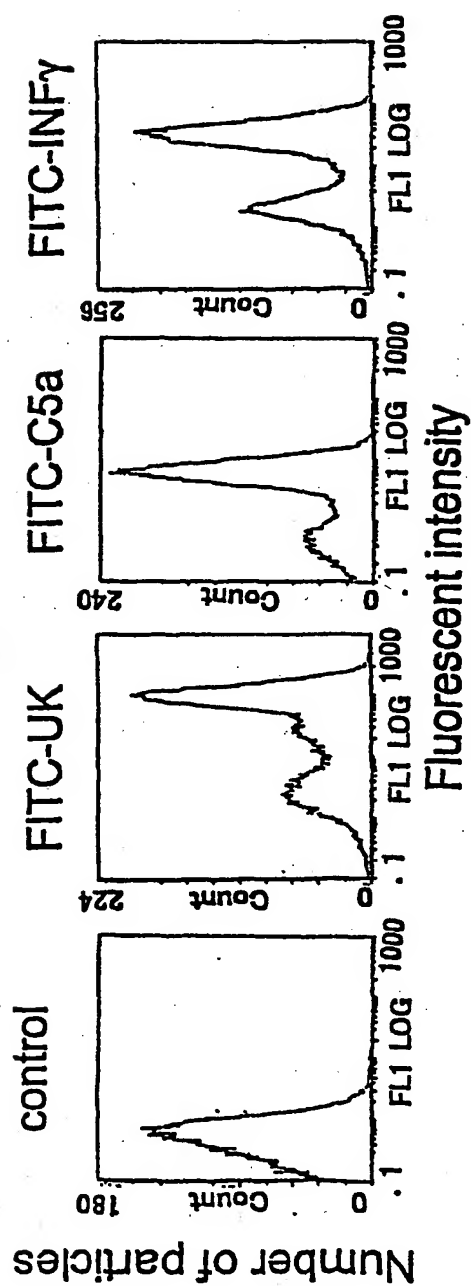 Number of particles
control
180
Count
0
.1
FL1 LOG
1000
FITC-UK
224
Count
0
.1
FL1 LOG
1000
FITC-C5a
240
Count
0
.1
FL1 LOG
1000
FITC-INFγ
256
Count
0
.1
FL1 LOG
1000
Fluorescent intensity